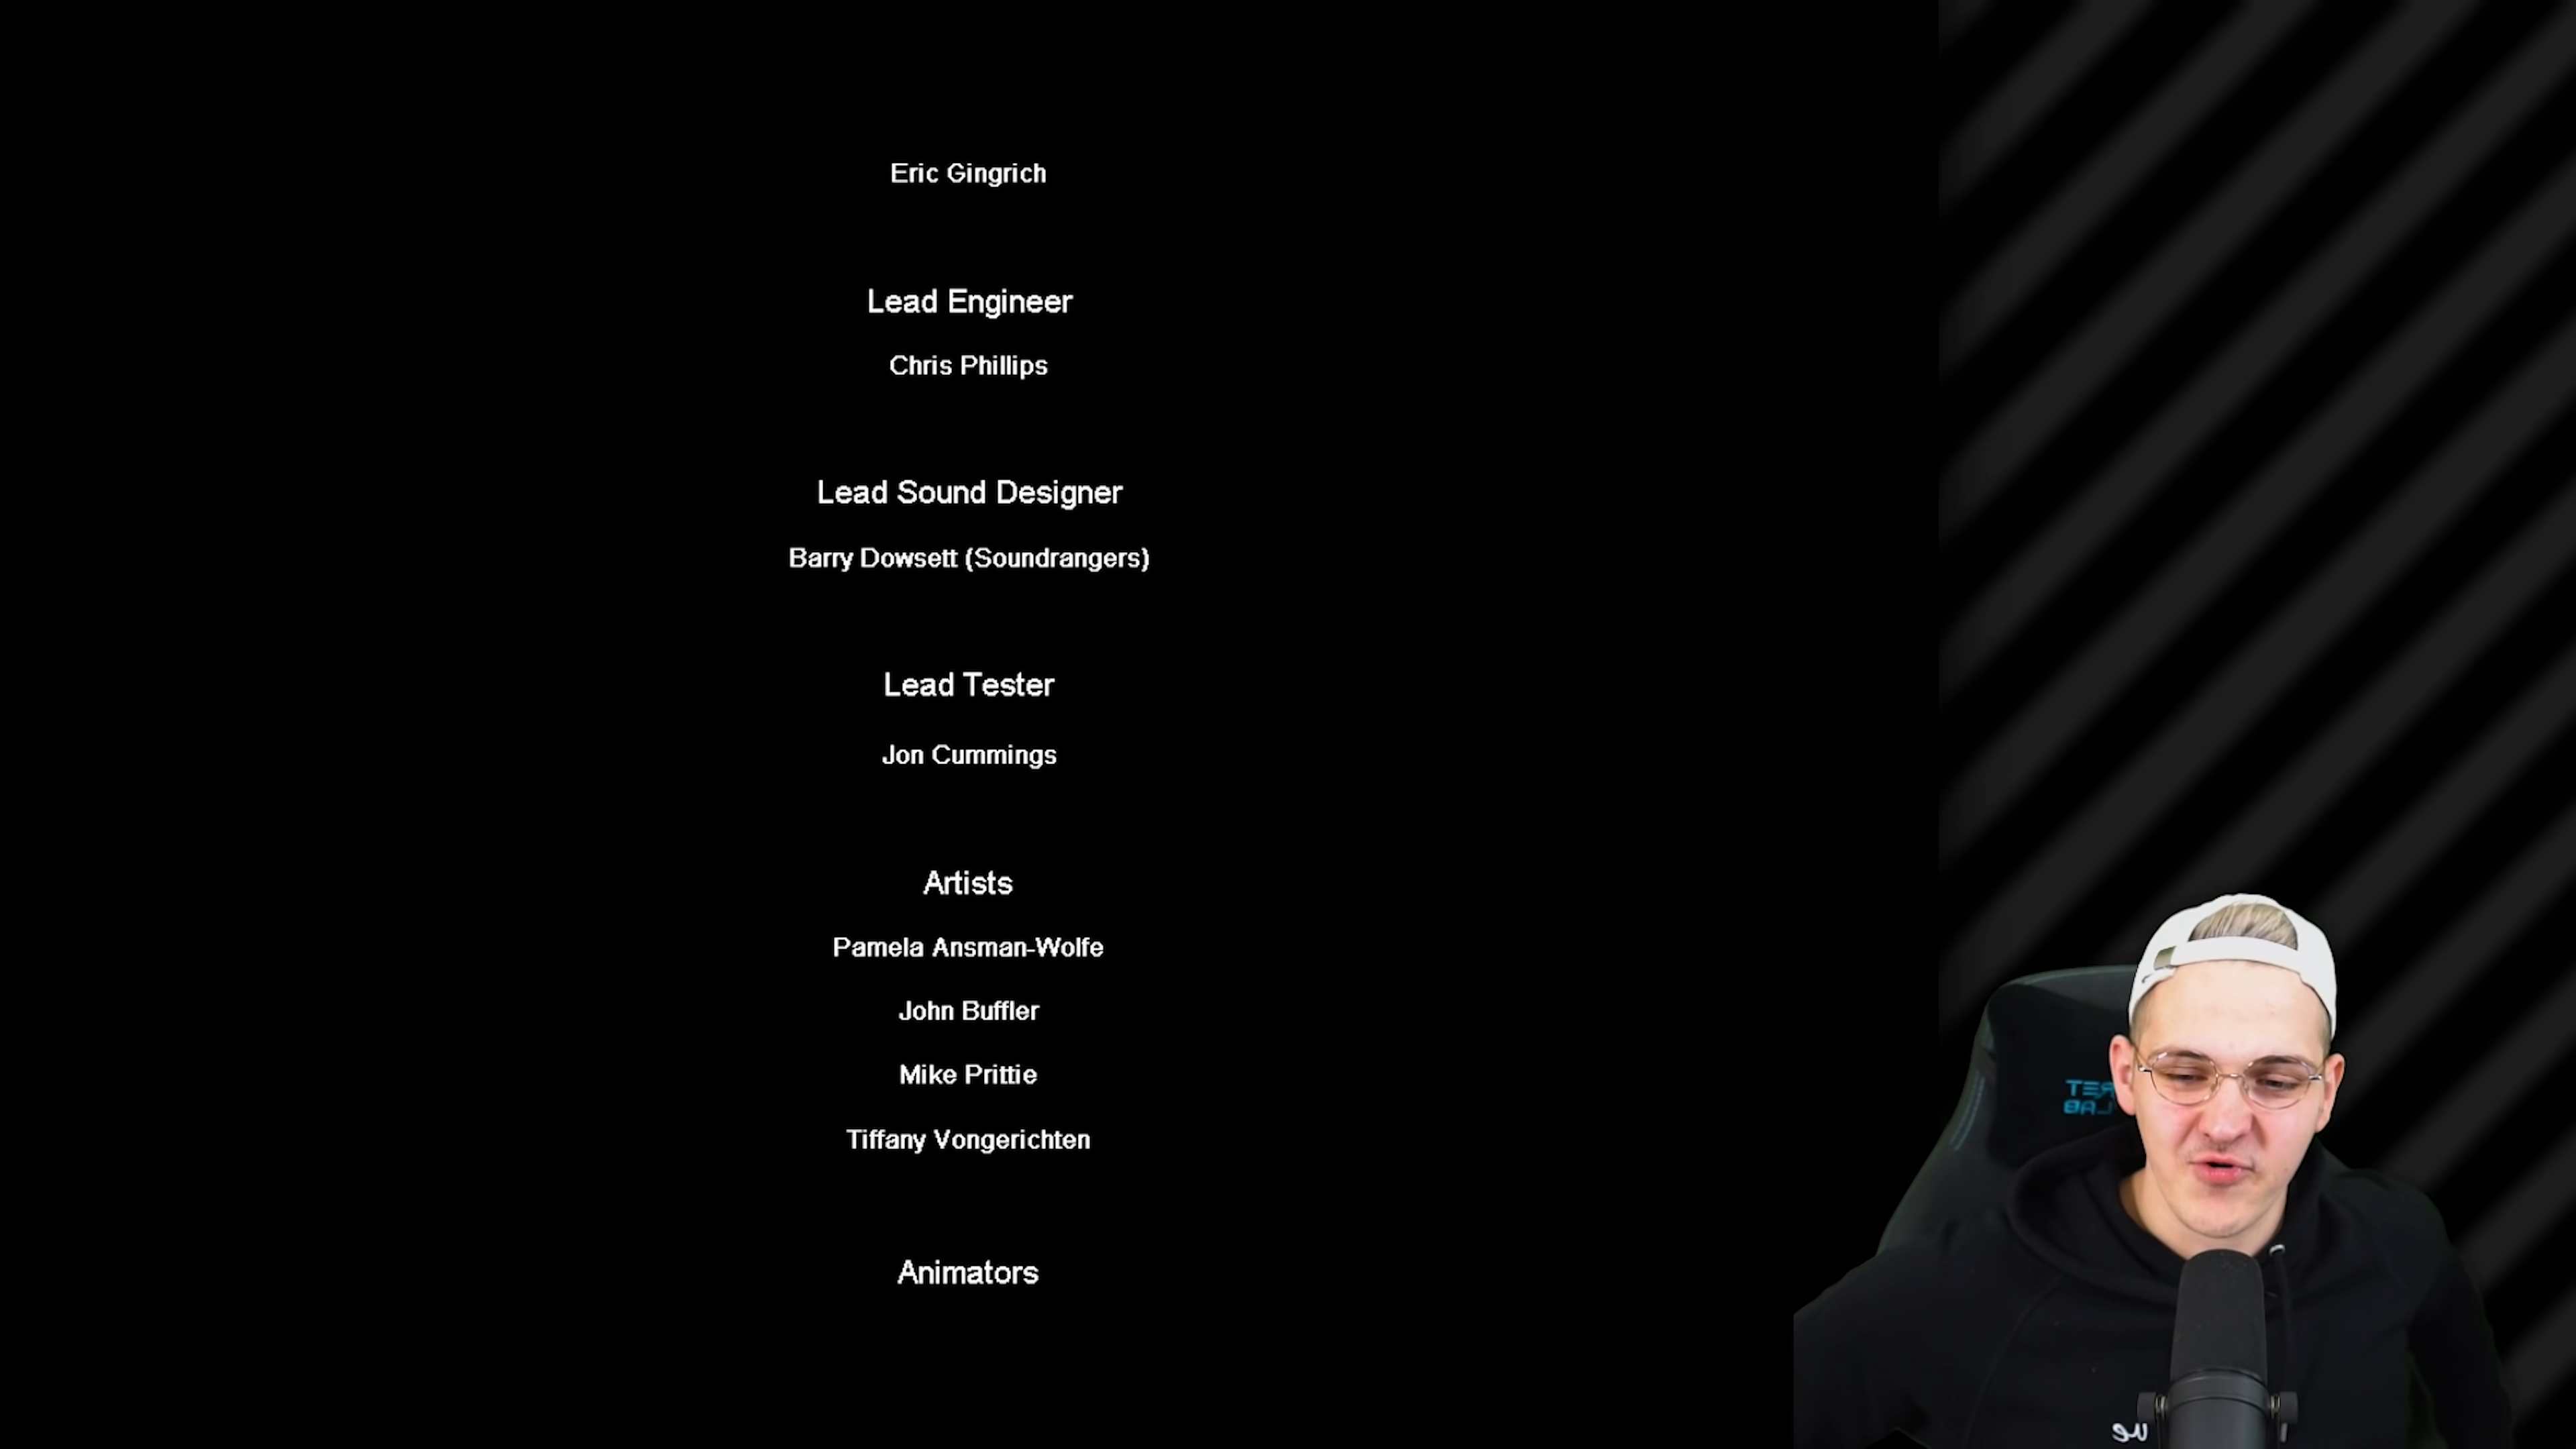 Eric Gingrich
Lead Engineer
Chris Phillips
Lead Sound Designer
Barry Dowsett (Soundrangers)
Lead Tester
Jon Cummings
Artists
Pamela Ansman-Wolfe
John Buffler
Mike Prittie
Tiffany Vongerichten
Animators